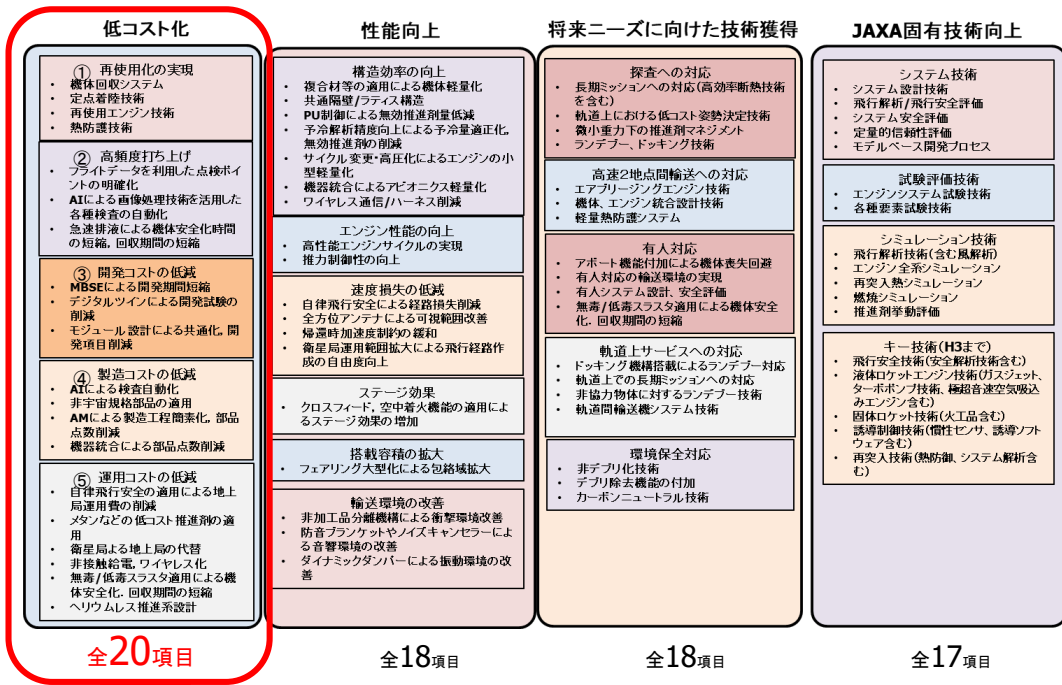 低コスト化
① 再使用化の実現
・ 機体回収システム
・ 定点着陸技術
・ 再使用エンジン技術
・ 熱防護技術
② 高頻度打ち上げ
・ フライトデータを利用した点検ポイ
ントの明確化
・ AIによる画像処理技術を活用した
各種検査の自動化
・ 急速排液による機体安全化時間
の短縮, 回収期間の短縮
③ 開発コストの低減
・ MBSEによる開発期間短縮
・ デジタルツインによる開発試験の
削減
・ モジュール設計による共通化, 開
発項目削減
④ 製造コストの低減
・ AIによる検査自動化
・ 非宇宙規格部品の適用
・ AMによる製造工程簡素化, 部品
点数削減
・ 機器統合による部品点数削減
⑤ 運用コストの低減
・ 自律飛行安全の適用による地上
局運用費の削減
・ メタンなどの低コスト推進剤の適
用
・ 衛星局よる地上局の代替
・ 非接触給電, ワイヤレス化
・ 無毒/低毒スラスタ適用による機
体安全化. 回収期間の短縮
・ ヘリウムレス推進系設計
全20項目
性能向上
構造効率の向上
・ 複合材等の適用による機体軽量化
・ 共通隔壁/ラティス構造
・ PU制御による無効推進剤量低減
・ 予冷解析精度向上による予冷量適正化,
無効推進剤の削減
・ サイクル変更・高圧化によるエンジンの小
型軽量化
・ 機器統合によるアビオニクス軽量化
・ ワイヤレス通信/ハーネス削減
エンジン性能の向上
・ 高性能エンジンサイクルの実現
・ 推力制御性の向上
速度損失の低減
・ 自律飛行安全による経路損失削減
・ 全方位アンテナによる可視範囲改善
・ 帰還時加速度制約の緩和
・ 衛星局運用範囲拡大による飛行経路作
成の自由度向上
ステージ効果
・ クロスフィード, 空中着火機能の適用によ
るステージ効果の増加
搭載容積の拡大
・ フェアリング大型化による包絡域拡大
輸送環境の改善
・ 非加工品分離機構による衝撃環境改善
・ 防音ブランケットやノイズキャンセラーによ
る音響環境の改善
・ ダイナミックダンパーによる振動環境の改
善
全18項目
将来ニーズに向けた技術獲得
探査への対応
・ 長期ミッションへの対応(高効率断熱技術
を含む)
・ 軌道上における低コスト姿勢決定技術
・ 微小重力下の推進剤マネジメント
・ ランデブー、ドッキング技術
高速2地点間輸送への対応
・ エアブリージングエンジン技術
・ 機体、エンジン統合設計技術
・ 軽量熱防護システム
有人対応
・ アボート機能付加による機体喪失回避
・ 有人対応の輸送環境の実現
・ 有人システム設計、安全評価
・ 無毒/低毒スラスタ適用による機体安全
化. 回収期間の短縮
軌道上サービスへの対応
・ ドッキング機構搭載によるランデブー対応
・ 軌道上での長期ミッションへの対応
・ 非協力物体に対するランデブー技術
・ 軌道間輸送機システム技術
環境保全対応
・ 非デブリ化技術
・ デブリ除去機能の付加
・ カーボンニュートラル技術
全18項目
JAXA固有技術向上
システム技術
・ システム設計技術
・ 飛行解析/飛行安全評価
・ システム安全評価
・ 定量的信頼性評価
・ モデルベース開発プロセス
試験評価技術
・ エンジンシステム試験技術
・ 各種要素試験技術
シミュレーション技術
・ 飛行解析技術(含む風解析)
・ エンジン全系シミュレーション
・ 再突入熱シミュレーション
・ 燃焼シミュレーション
・ 推進剤挙動評価
キー技術(H3まで)
・ 飛行安全技術(安全解析技術含む)
・ 液体ロケットエンジン技術(ガスジェット、
ターボポンプ技術、極超音速空気吸込
みエンジン含む)
・ 固体ロケット技術(火工品含む)
・ 誘導制御技術(慣性センサ、誘導ソフト
ウェア含む)
・ 再突入技術(熱防御、システム解析含
む)
全17項目